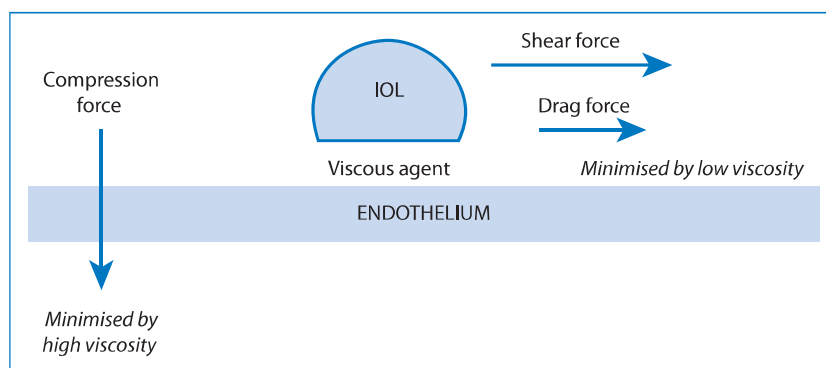 Compression
force
IOL
Shear force
Drag force
Viscous agent
Minimised by low viscosity
ENDOTHELIUM
Minimised by
high viscosity